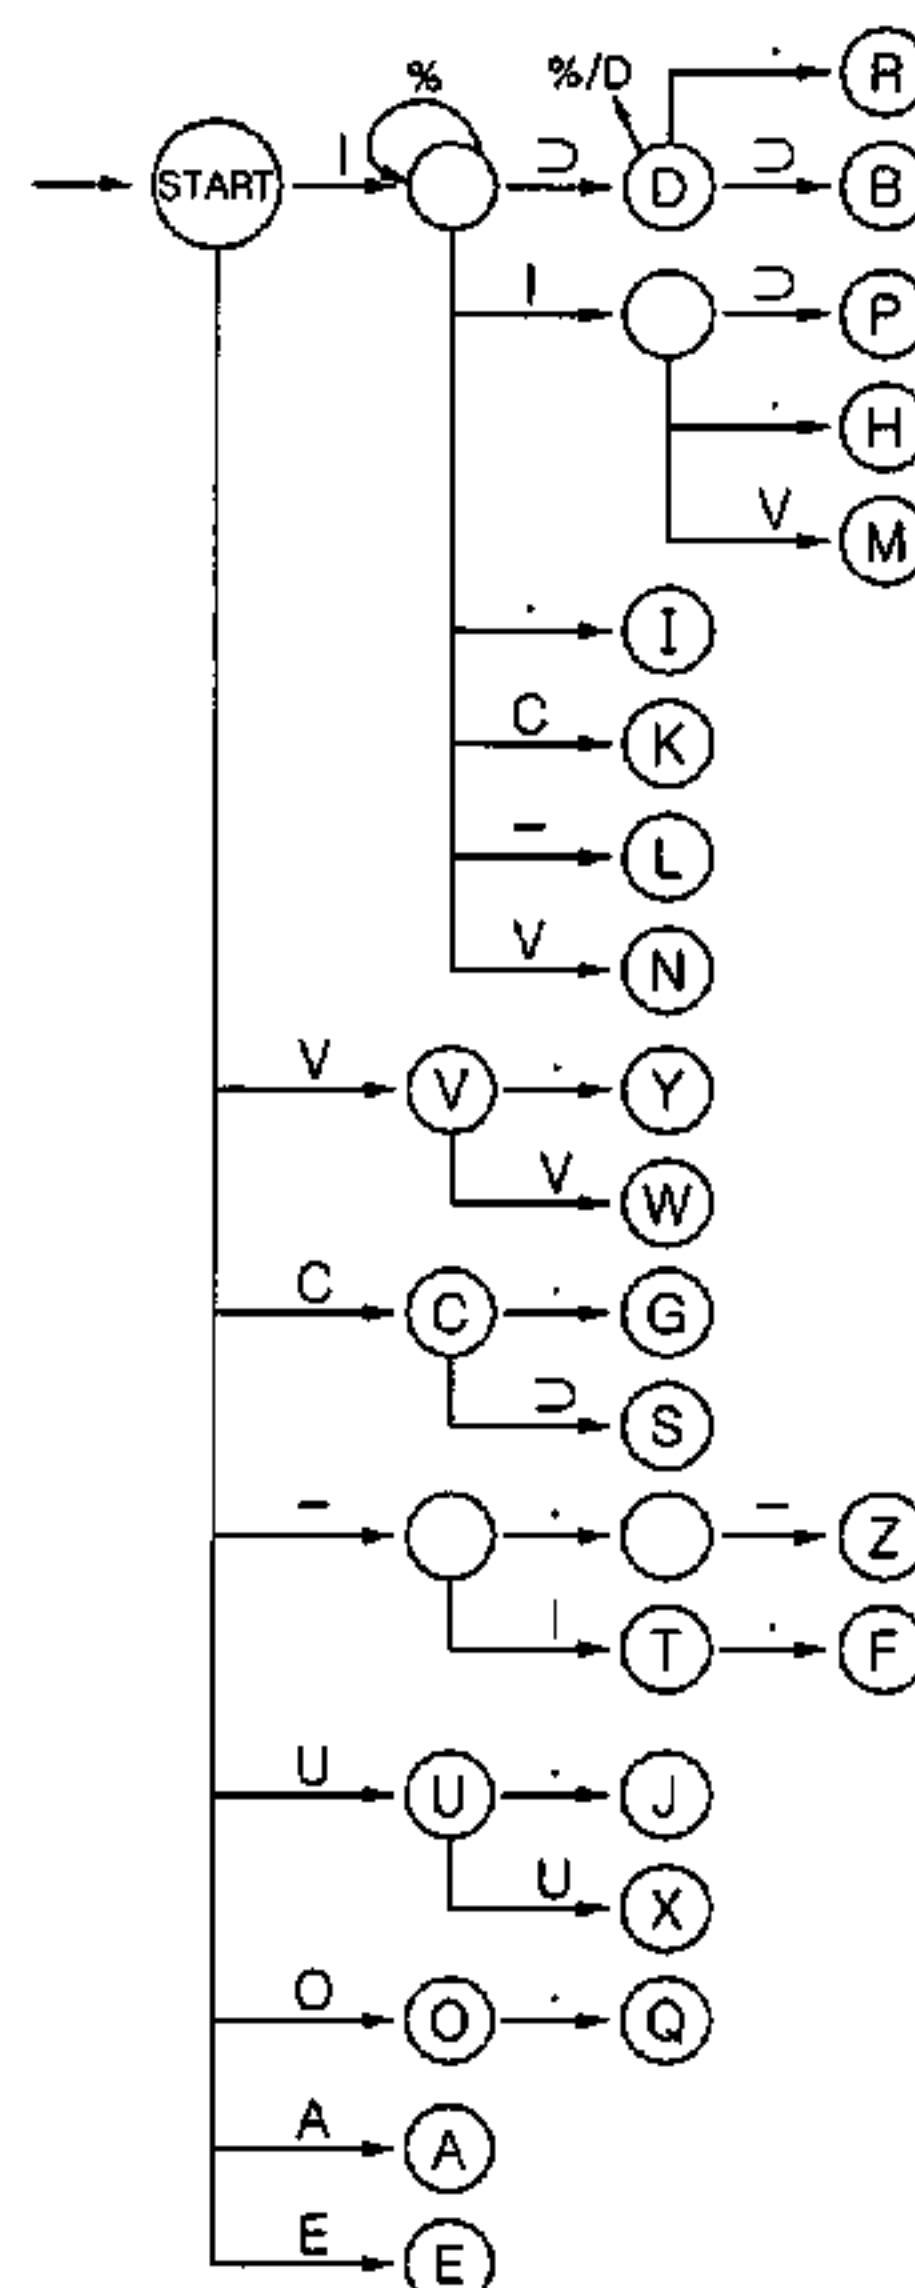 % %/D · R
START | ⊃ D ⊃ B
| ⊃ P
· H
V M
· I
C K
− L
V N
V V · Y
V W
C C · G
⊃ S
− · − Z
| T · F
U U · J
U X
O O · Q
A A
E E